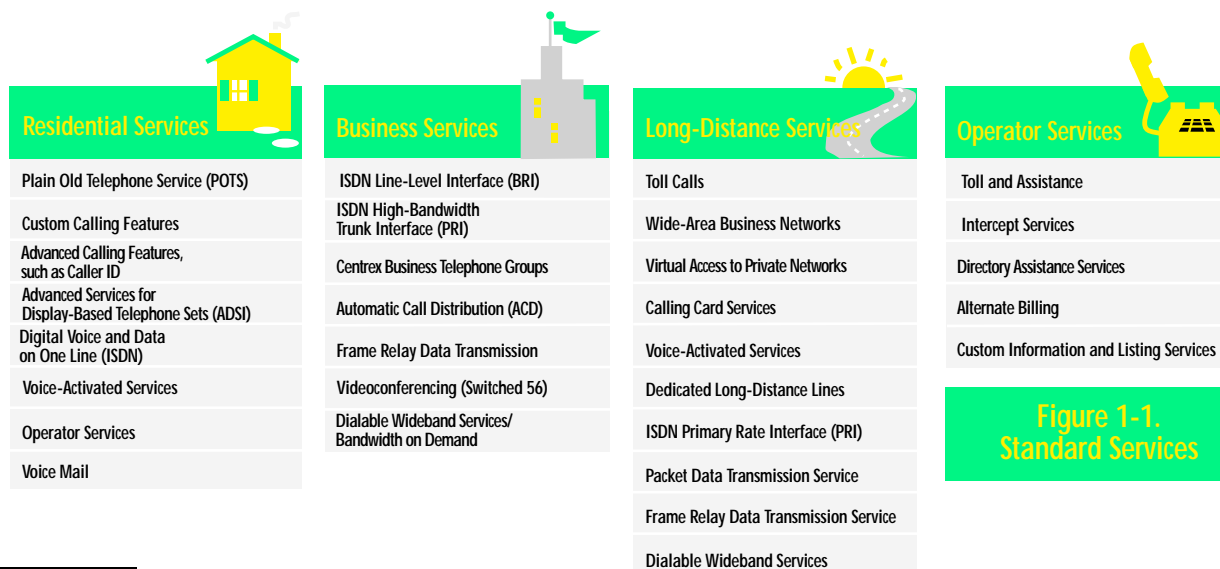 Residential Services
Plain Old Telephone Service (POTS)
Custom Calling Features
Advanced Calling Features,
such as Caller ID
Advanced Services for
Display-Based Telephone Sets (ADSI)
Digital Voice and Data
on One Line (ISDN)
Voice-Activated Services
Operator Services
Voice Mail
Business Services
ISDN Line-Level Interface (BRI)
ISDN High-Bandwidth
Trunk Interface (PRI)
Centrex Business Telephone Groups
Automatic Call Distribution (ACD)
Frame Relay Data Transmission
Videoconferencing (Switched 56)
Dialable Wideband Services/
Bandwidth on Demand
Long-Distance Services
Toll Calls
Wide-Area Business Networks
Virtual Access to Private Networks
Calling Card Services
Voice-Activated Services
Dedicated Long-Distance Lines
ISDN Primary Rate Interface (PRI)
Packet Data Transmission Service
Frame Relay Data Transmission Service
Dialable Wideband Services
Operator Services
Toll and Assistance
Intercept Services
Directory Assistance Services
Alternate Billing
Custom Information and Listing Services
Figure 1-1.
Standard Services